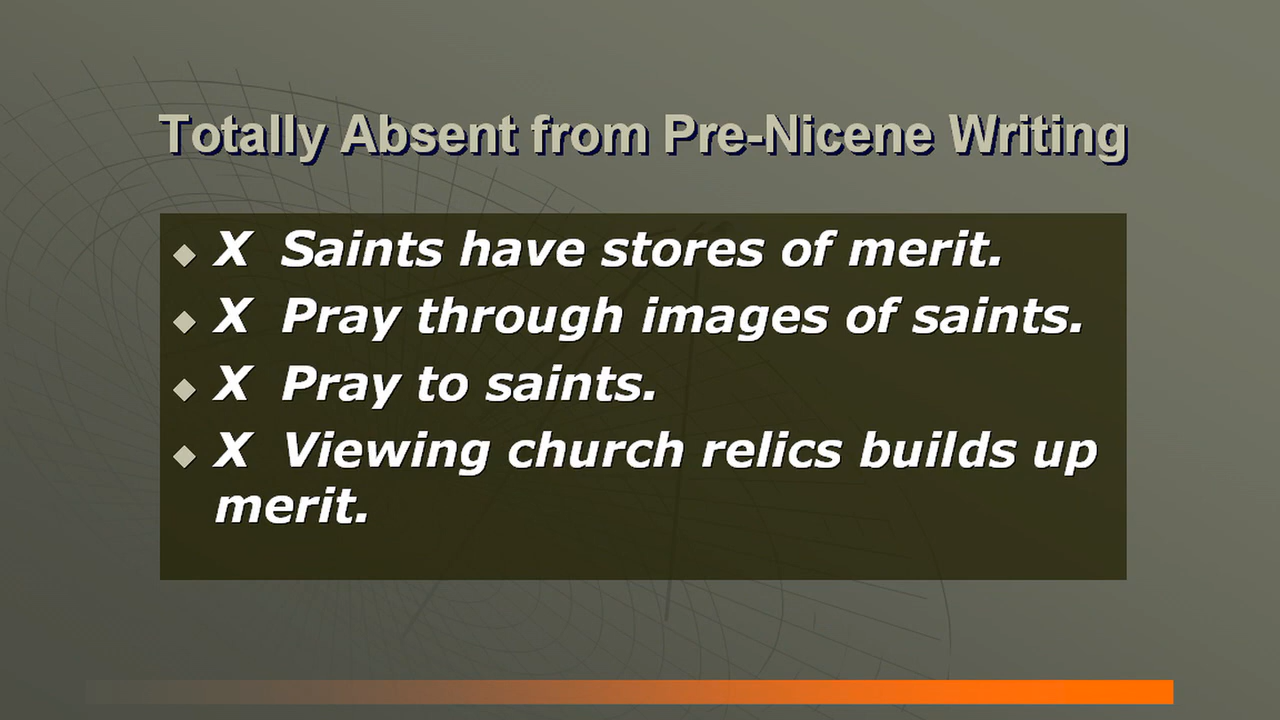 Totally Absent from Pre-Nicene Writing
◆ X Saints have stores of merit.
◆ X Pray through images of saints.
◆ X Pray to saints.
◆ X Viewing church relics builds up
merit.